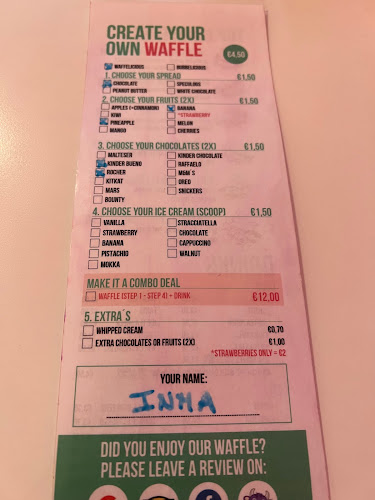 CREATE YOUR
OWN WAFFLE
€4,50
WAFFELICIOUS BUBBELICIOUS
1. CHOOSE YOUR SPREAD €1,50
CHOCOLATE SPECULOOS
PEANUT BUTTER WHITE CHOCOLATE
2. CHOOSE YOUR FRUITS (2X) €1,50
APPLES (+CINNAMON) BANANA
KIWI *STRAWBERRY
PINEAPPLE MELON
MANGO CHERRIES
3. CHOOSE YOUR CHOCOLATES (2X) €1,50
MALTESER KINDER CHOCOLATE
KINDER BUENO RAFFAELO
ROCHER M&M´S
KITKAT OREO
MARS SNICKERS
BOUNTY
4. CHOOSE YOUR ICE CREAM (SCOOP) €1,50
VANILLA STRACCIATELLA
STRAWBERRY CHOCOLATE
BANANA CAPPUCCINO
PISTACHIO WALNUT
MOKKA
MAKE IT A COMBO DEAL
WAFFLE (STEP 1 - STEP 4) + DRINK €12,00
5. EXTRA´S
WHIPPED CREAM €0,70
EXTRA CHOCOLATES OR FRUITS (2X) €1,00
*STRAWBERRIES ONLY = €2
YOUR NAME:
INMA
DID YOU ENJOY OUR WAFFLE?
PLEASE LEAVE A REVIEW ON: